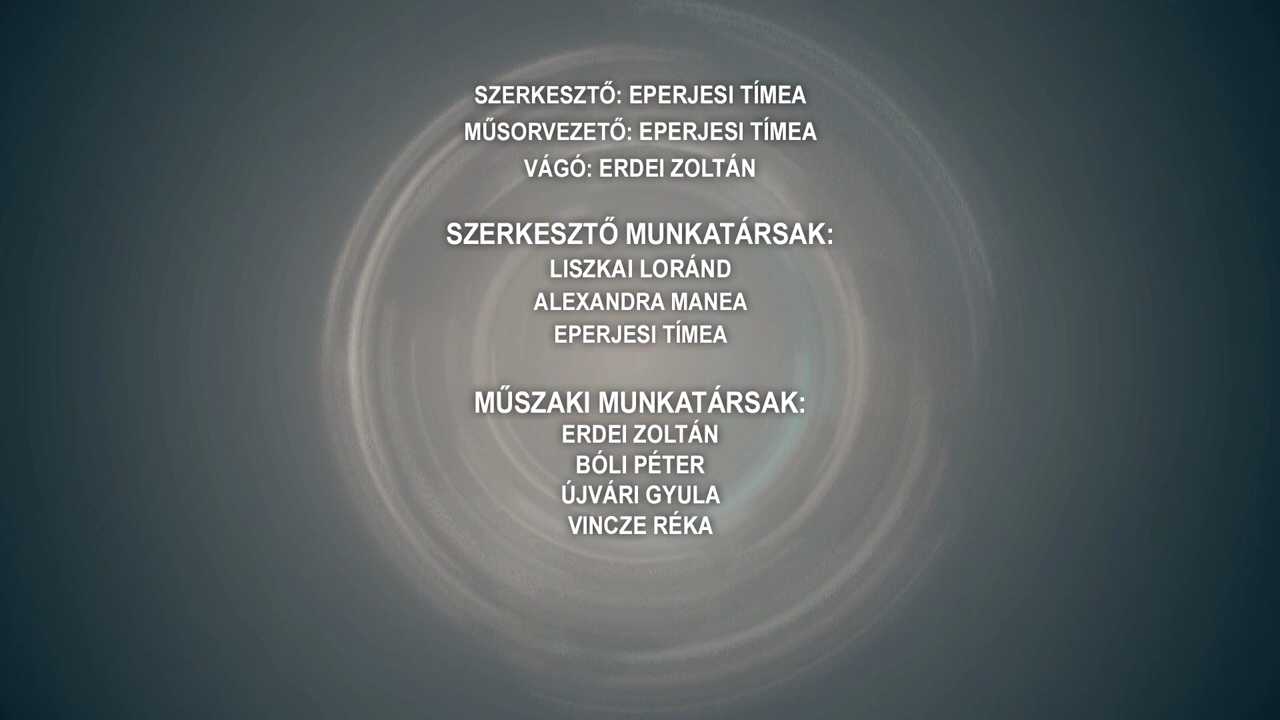 SZERKESZTŐ: EPERJESI TÍMEA
MŰSORVEZETŐ: EPERJESI TÍMEA
VÁGÓ: ERDEI ZOLTÁN
SZERKESZTŐ MUNKATÁRSAK:
LISZKAI LORÁND
ALEXANDRA MANEA
EPERJESI TÍMEA
MŰSZAKI MUNKATÁRSAK:
ERDEI ZOLTÁN
BÓLI PÉTER
ÚJVÁRI GYULA
VINCZE RÉKA